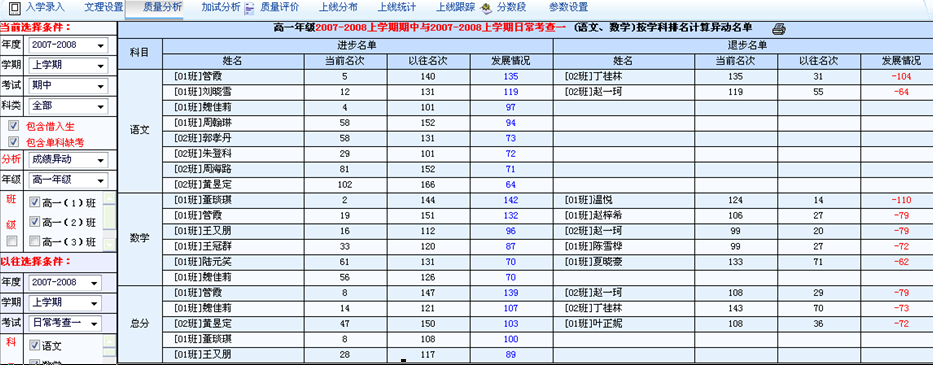 入学录入 文理设置 质量分析 加试分析 质量评价 上线分布 上线统计 上线跟踪 分数段 参数设置
当前选择条件：
年度 2007-2008
学期 上学期
考试 期中
科类 全部
包含借入生
包含单科缺考
分析 成绩异动
年级 高一年级
班级
高一（1）班
高一（2）班
高一（3）班
以往选择条件：
年度 2007-2008
学期 上学期
考试 日常考查一
科
语文
数学
高一年级2007-2008上学期期中与2007-2008上学期日常考查一 （语文、数学）按学科排名计算异动名单
科目 进步名单 退步名单
姓名 当前名次 以往名次 发展情况 姓名 当前名次 以往名次 发展情况
语文
[01班]管霞 5 140 135 [02班]丁桂林 135 31 -104
[01班]刘晓雪 12 131 119 [02班]赵一珂 119 55 -64
[01班]魏佳莉 4 101 97
[01班]周翰琳 58 152 94
[02班]郭孝丹 58 131 73
[02班]朱登科 29 101 72
[02班]周海路 81 152 71
[02班]黄昱定 102 166 64
数学
[01班]董琰琪 2 144 142 [01班]温悦 124 14 -110
[01班]管霞 19 151 132 [01班]赵梓希 106 27 -79
[01班]王又朋 16 112 96 [02班]赵一珂 99 20 -79
[01班]王冠群 33 120 87 [01班]陈雪桦 99 27 -72
[01班]陆元笑 61 131 70 [01班]夏晓豪 133 71 -62
[01班]魏佳莉 56 126 70
总分
[01班]管霞 8 147 139 [02班]赵一珂 108 29 -79
[01班]魏佳莉 14 121 107 [02班]丁桂林 143 70 -73
[02班]黄昱定 47 150 103 [01班]叶正妮 108 36 -72
[01班]董琰琪 8 108 100
[01班]王又朋 28 117 89